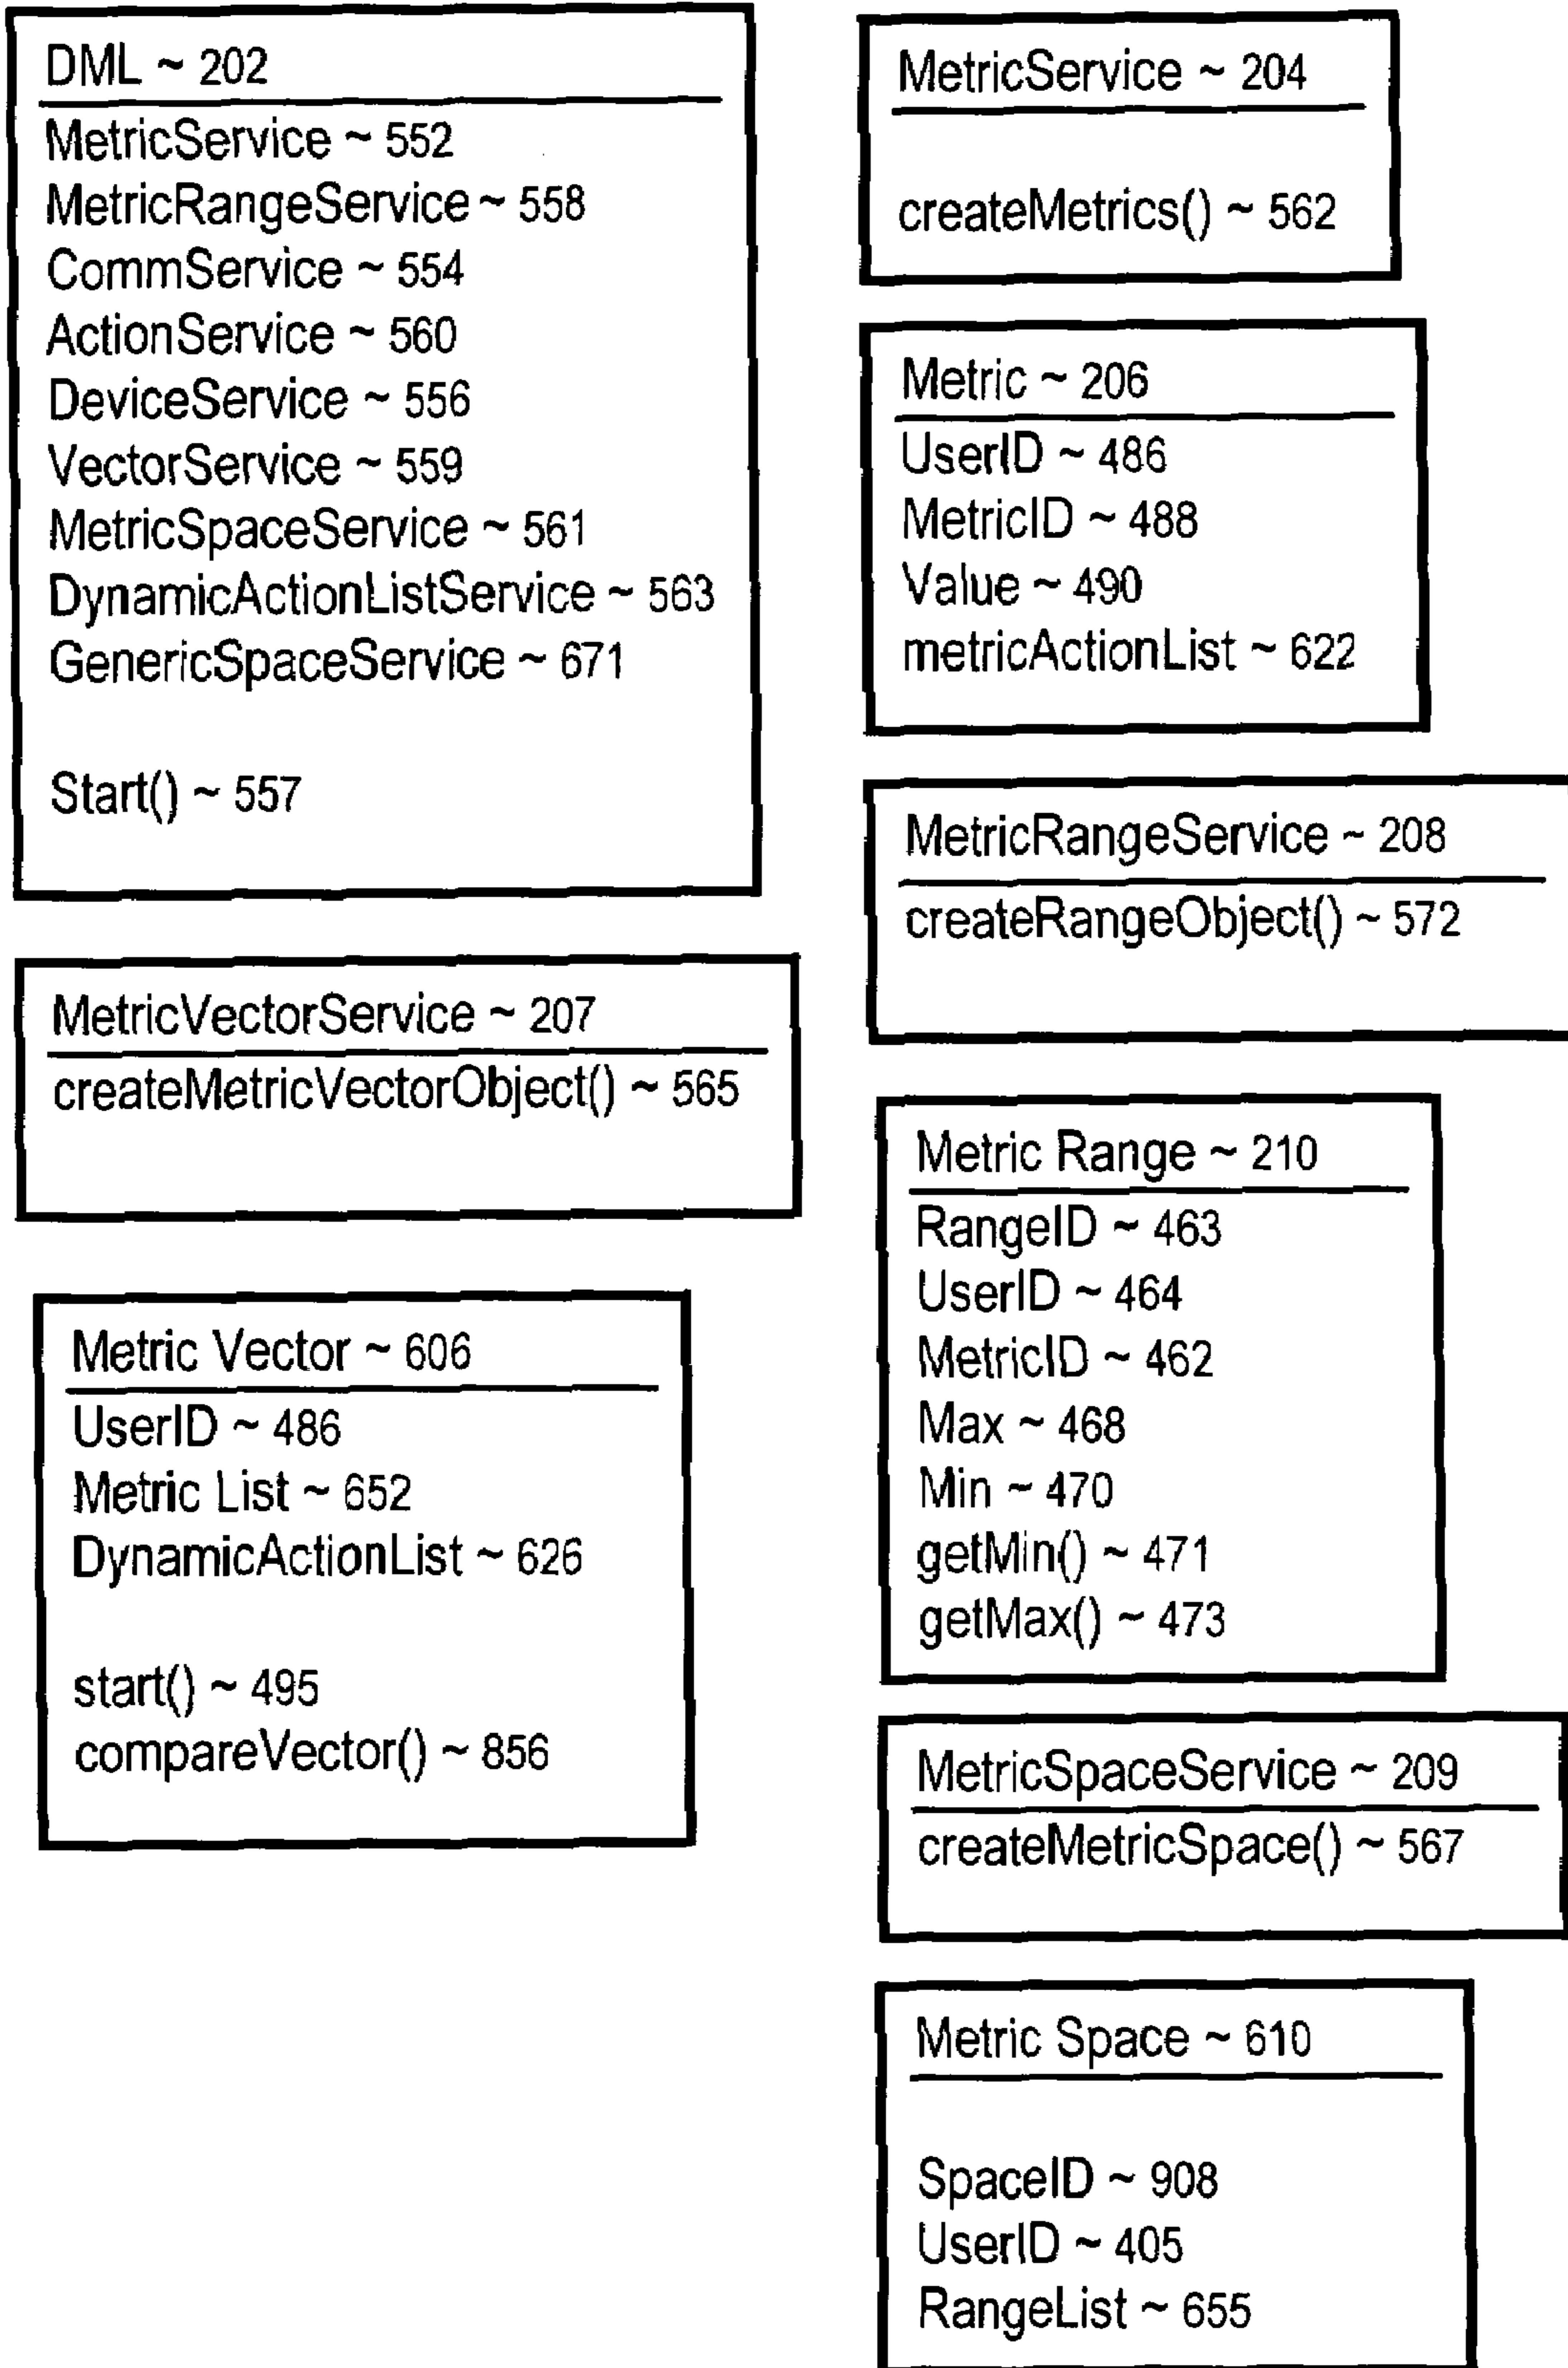 DML ~ 202
MetricService ~ 552
MetricRangeService ~ 558
CommService ~ 554
ActionService ~ 560
DeviceService ~ 556
VectorService ~ 559
MetricSpaceService ~ 561
DynamicActionListService ~ 563
GenericSpaceService ~ 671
Start() ~ 557
MetricVectorService ~ 207
createMetricVectorObject() ~ 565
Metric Vector ~ 606
UserID ~ 486
Metric List ~ 652
DynamicActionList ~ 626
start() ~ 495
compareVector() ~ 856
MetricService ~ 204
createMetrics() ~ 562
Metric ~ 206
UserID ~ 486
MetricID ~ 488
Value ~ 490
metricActionList ~ 622
MetricRangeService ~ 208
createRangeObject() ~ 572
Metric Range ~ 210
RangeID ~ 463
UserID ~ 464
MetricID ~ 462
Max ~ 468
Min ~ 470
getMin() ~ 471
getMax() ~ 473
MetricSpaceService ~ 209
createMetricSpace() ~ 567
Metric Space ~ 610
SpaceID ~ 908
UserID ~ 405
RangeList ~ 655